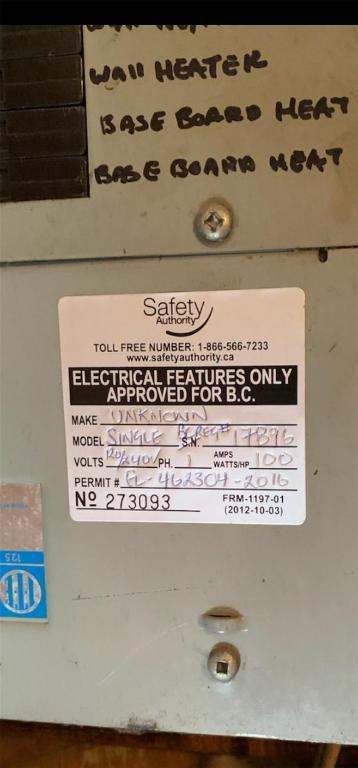 WALL HEATER
BASE BOARD HEAT
BASE BOARD HEAT
Safety
Authority
TOLL FREE NUMBER: 1-866-566-7233
www.safetyauthority.ca
ELECTRICAL FEATURES ONLY
APPROVED FOR B.C.
MAKE UNKNOWN
MODEL SINGLE S.N. BCREG# 17896
VOLTS 120/240V PH. 1 AMPS WATTS/HP 100
PERMIT # EL-462304-2016
Nº 273093 FRM-1197-01
(2012-10-03)
125